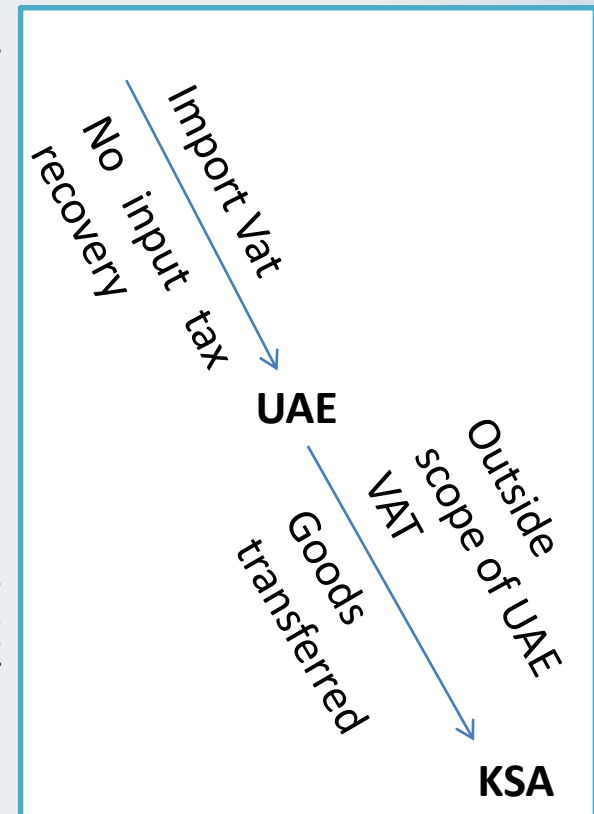 Import Vat
No input tax
recovery
UAE
Outside
scope of UAE
VAT
Goods
transferred
KSA